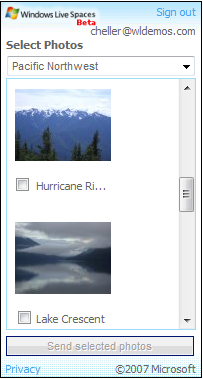 Windows Live Spaces
Beta
Sign out
cheller@wldemos.com
Select Photos
Pacific Northwest
Hurricane Ri...
Lake Crescent
Send selected photos
Privacy
©2007 Microsoft